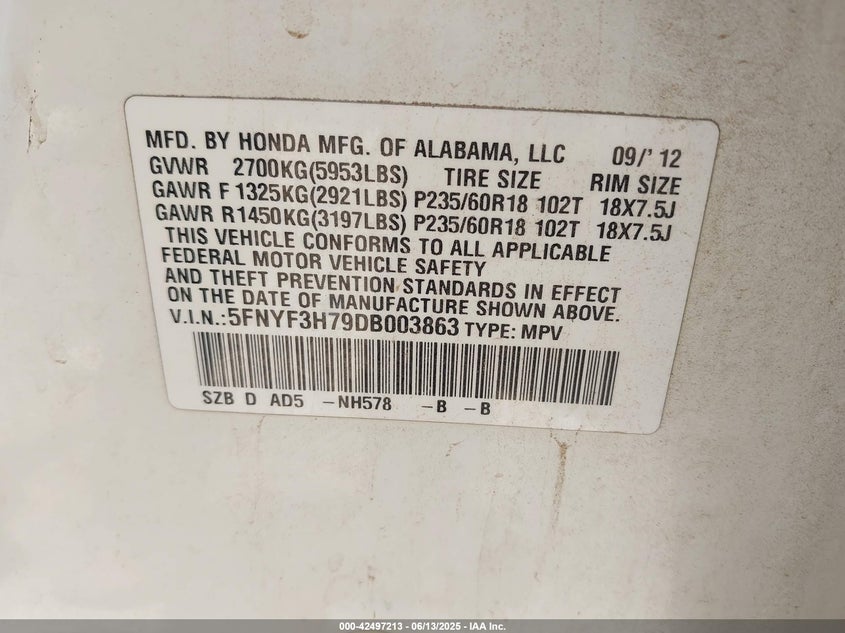 MFD. BY HONDA MFG. OF ALABAMA, LLC 09/' 12
GVWR 2700KG(5953LBS) TIRE SIZE RIM SIZE
GAWR F 1325KG(2921LBS) P235/60R18 102T 18X7.5J
GAWR R1450KG(3197LBS) P235/60R18 102T 18X7.5J
THIS VEHICLE CONFORMS TO ALL APPLICABLE
FEDERAL MOTOR VEHICLE SAFETY
AND THEFT PREVENTION STANDARDS IN EFFECT
ON THE DATE OF MANUFACTURE SHOWN ABOVE.
V.I.N.:5FNYF3H79DB003863 TYPE: MPV
SZB D AD5 -NH578 -B -B
000-42497213 - 06/13/2025 - IAA Inc.